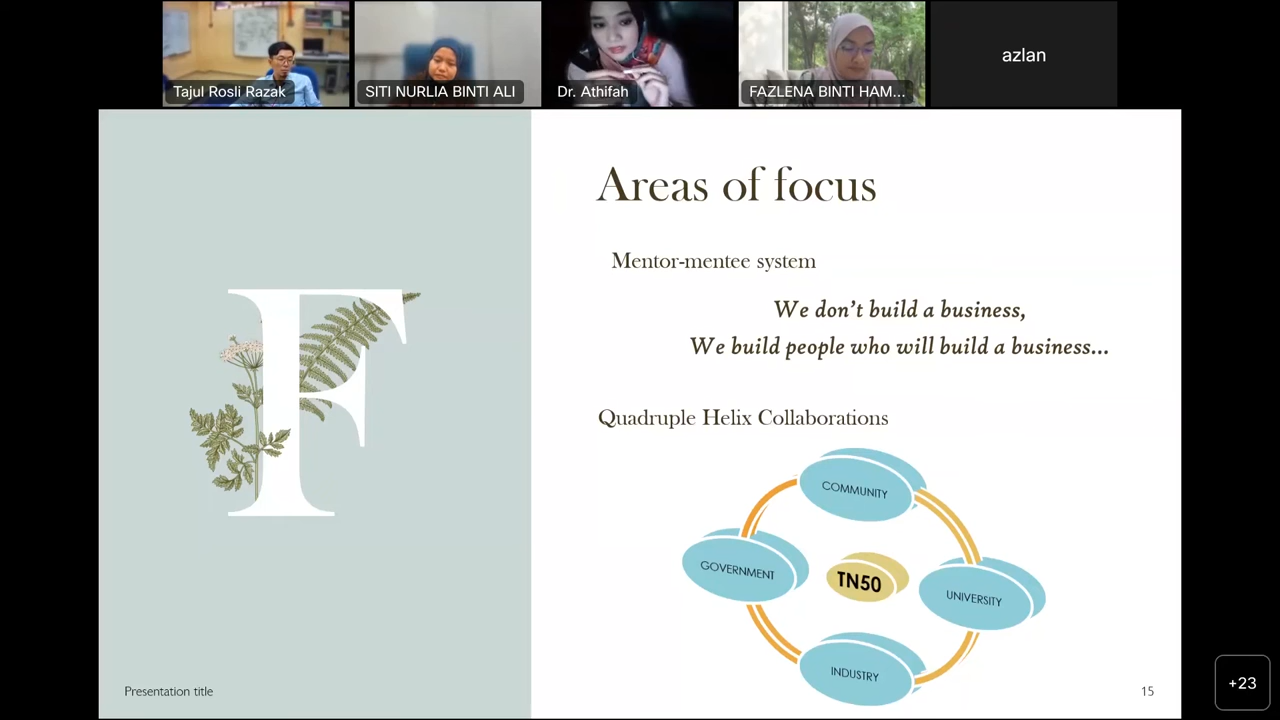 Tajul Rosli Razak
SITI NURLIA BINTI ALI
Dr. Athifah
FAZLENA BINTI HAM...
azlan
Areas of focus
Mentor-mentee system
We don't build a business,
We build people who will build a business...
Quadruple Helix Collaborations
COMMUNITY
GOVERNMENT
TN50
UNIVERSITY
INDUSTRY
F
Presentation title
15
+23